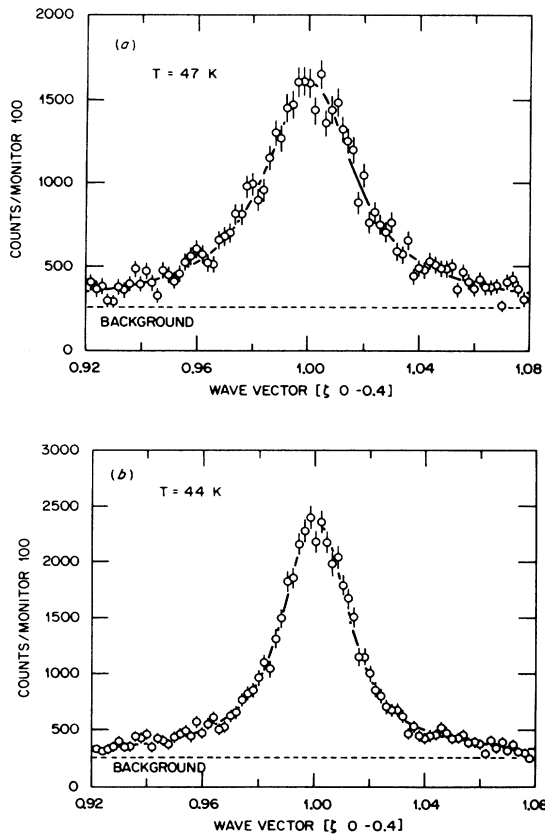 2000
(a)
T = 47 K
1500
1000
500
0
COUNTS/MONITOR 100
BACKGROUND
0.92
0.96
1.00
1.04
1.08
WAVE VECTOR [ζ 0 -0.4]
3000
(b)
T = 44 K
2500
2000
1500
1000
500
0
COUNTS/MONITOR 100
BACKGROUND
0.92
0.96
1.00
1.04
1.08
WAVE VECTOR [ζ 0 -0.4]